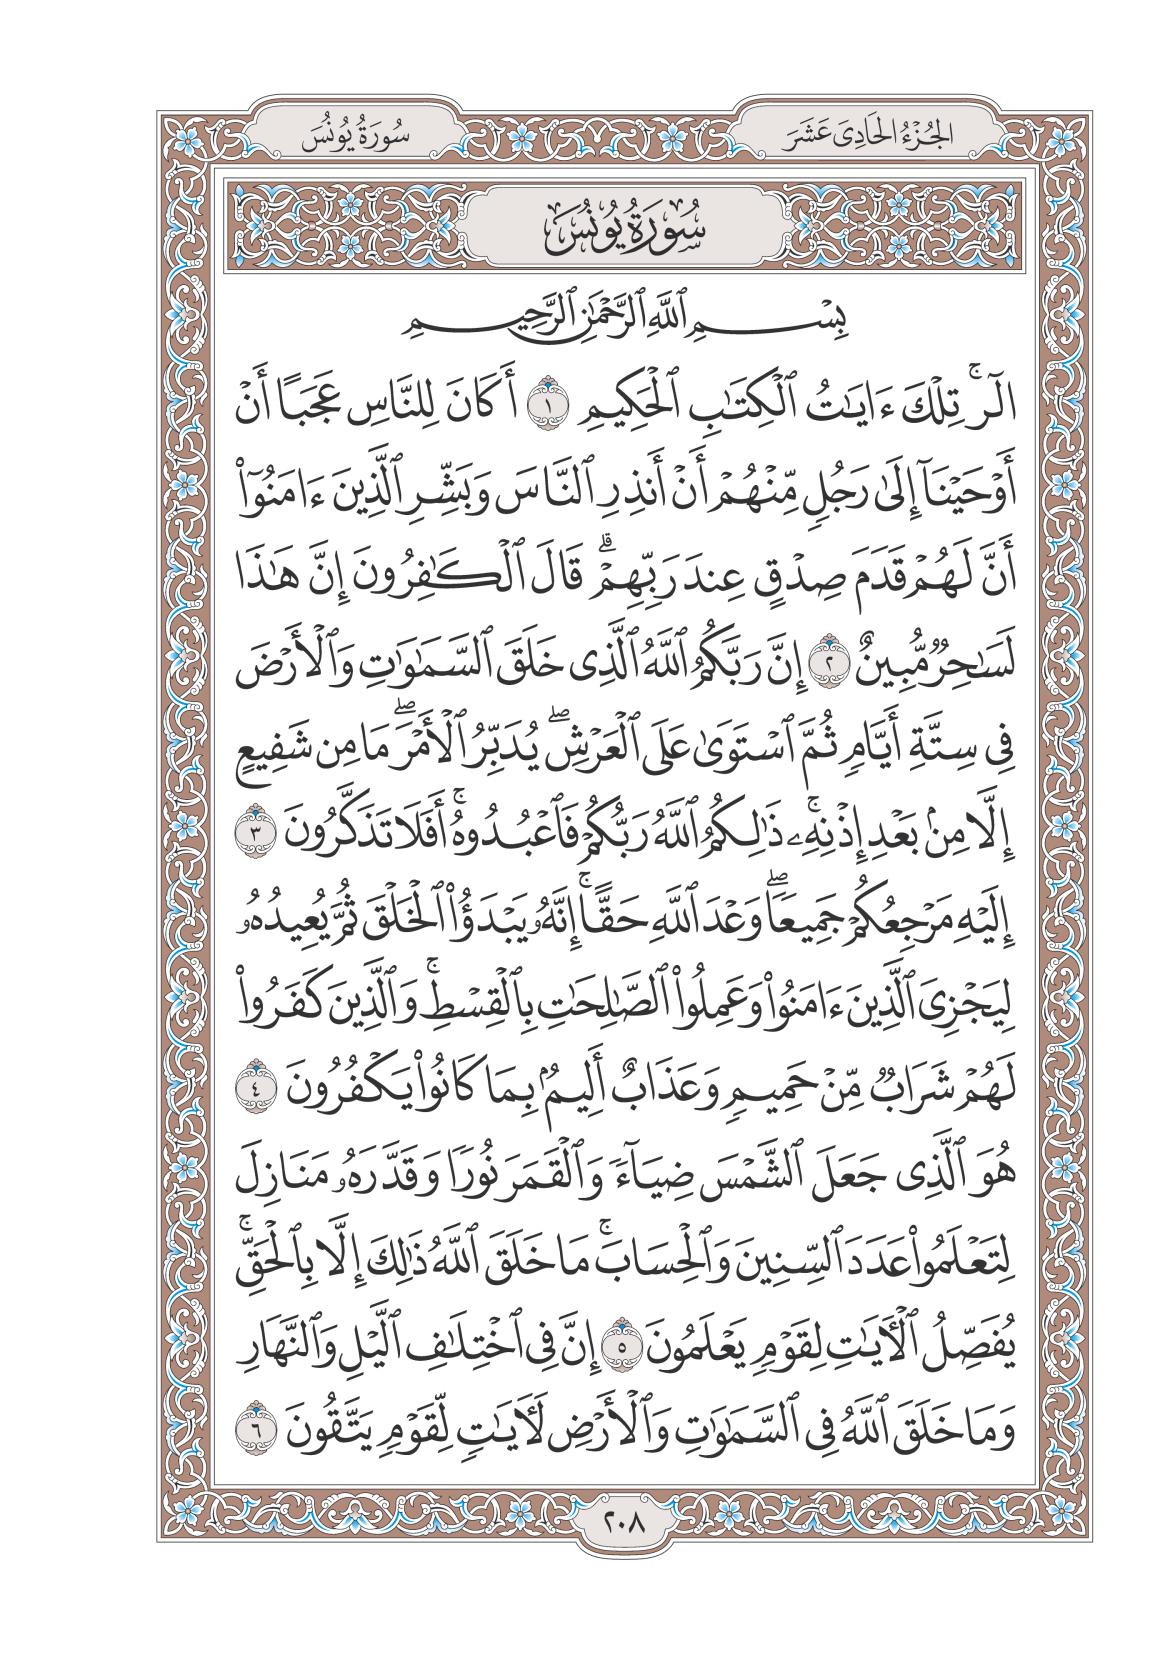 الجُزْءُ الحَادِىَ عَشَرَ
سُورَةُ يُونُسَ
سُورَةُ يُونُسَ
بِسْمِ ٱللَّهِ ٱلرَّحْمَٰنِ ٱلرَّحِيمِ
الٓرۚ تِلْكَ ءَايَٰتُ ٱلْكِتَٰبِ ٱلْحَكِيمِ ١ أَكَانَ لِلنَّاسِ عَجَبًا أَنْ
أَوْحَيْنَآ إِلَىٰ رَجُلٍ مِّنْهُمْ أَنْ أَنذِرِ ٱلنَّاسَ وَبَشِّرِ ٱلَّذِينَ ءَامَنُوٓا۟
أَنَّ لَهُمْ قَدَمَ صِدْقٍ عِندَ رَبِّهِمْۗ قَالَ ٱلْكَٰفِرُونَ إِنَّ هَٰذَا
لَسَٰحِرٌ مُّبِينٌ ٢ إِنَّ رَبَّكُمُ ٱللَّهُ ٱلَّذِى خَلَقَ ٱلسَّمَٰوَٰتِ وَٱلْأَرْضَ
فِى سِتَّةِ أَيَّامٍ ثُمَّ ٱسْتَوَىٰ عَلَى ٱلْعَرْشِۖ يُدَبِّرُ ٱلْأَمْرَۖ مَا مِن شَفِيعٍ
إِلَّا مِنۢ بَعْدِ إِذْنِهِۦۚ ذَٰلِكُمُ ٱللَّهُ رَبُّكُمْ فَٱعْبُدُوهُۚ أَفَلَا تَذَكَّرُونَ ٣
إِلَيْهِ مَرْجِعُكُمْ جَمِيعًاۖ وَعْدَ ٱللَّهِ حَقًّاۚ إِنَّهُۥ يَبْدَؤُا۟ ٱلْخَلْقَ ثُمَّ يُعِيدُهُۥ
لِيَجْزِىَ ٱلَّذِينَ ءَامَنُوا۟ وَعَمِلُوا۟ ٱلصَّٰلِحَٰتِ بِٱلْقِسْطِۚ وَٱلَّذِينَ كَفَرُوا۟
لَهُمْ شَرَابٌ مِّنْ حَمِيمٍ وَعَذَابٌ أَلِيمٌۢ بِمَا كَانُوا۟ يَكْفُرُونَ ٤
هُوَ ٱلَّذِى جَعَلَ ٱلشَّمْسَ ضِيَآءً وَٱلْقَمَرَ نُورًا وَقَدَّرَهُۥ مَنَازِلَ
لِتَعْلَمُوا۟ عَدَدَ ٱلسِّنِينَ وَٱلْحِسَابَۚ مَا خَلَقَ ٱللَّهُ ذَٰلِكَ إِلَّا بِٱلْحَقِّۚ
يُفَصِّلُ ٱلْءَايَٰتِ لِقَوْمٍ يَعْلَمُونَ ٥ إِنَّ فِى ٱخْتِلَٰفِ ٱلَّيْلِ وَٱلنَّهَارِ
وَمَا خَلَقَ ٱللَّهُ فِى ٱلسَّمَٰوَٰتِ وَٱلْأَرْضِ لَءَايَٰتٍ لِّقَوْمٍ يَتَّقُونَ ٦
٢٠٨